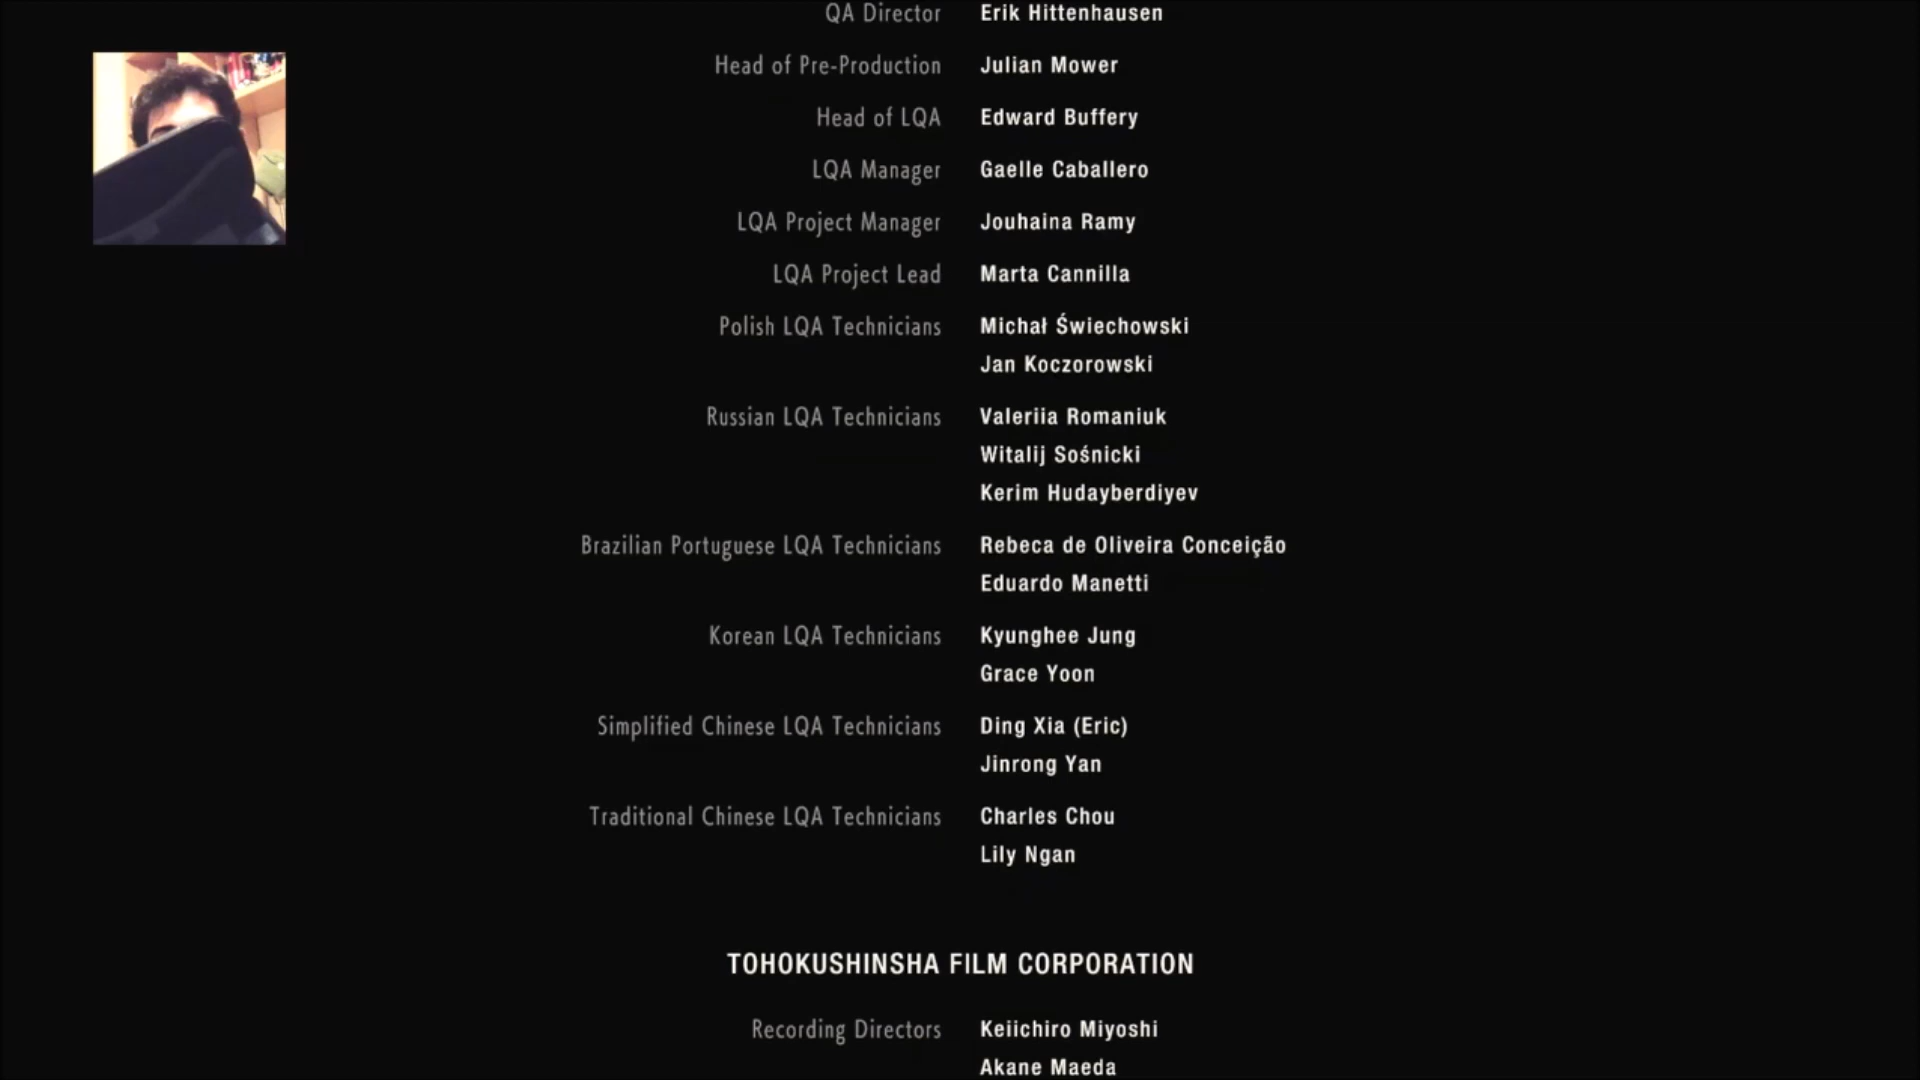 QA Director Erik Hittenhausen
Head of Pre-Production Julian Mower
Head of LQA Edward Buffery
LQA Manager Gaelle Caballero
LQA Project Manager Jouhaina Ramy
LQA Project Lead Marta Cannilla
Polish LQA Technicians Michał Świechowski
Jan Koczorowski
Russian LQA Technicians Valeriia Romaniuk
Witalij Sośnicki
Kerim Hudayberdiyev
Brazilian Portuguese LQA Technicians Rebeca de Oliveira Conceição
Eduardo Manetti
Korean LQA Technicians Kyunghee Jung
Grace Yoon
Simplified Chinese LQA Technicians Ding Xia (Eric)
Jinrong Yan
Traditional Chinese LQA Technicians Charles Chou
Lily Ngan
TOHOKUSHINSHA FILM CORPORATION
Recording Directors Keiichiro Miyoshi
Akane Maeda